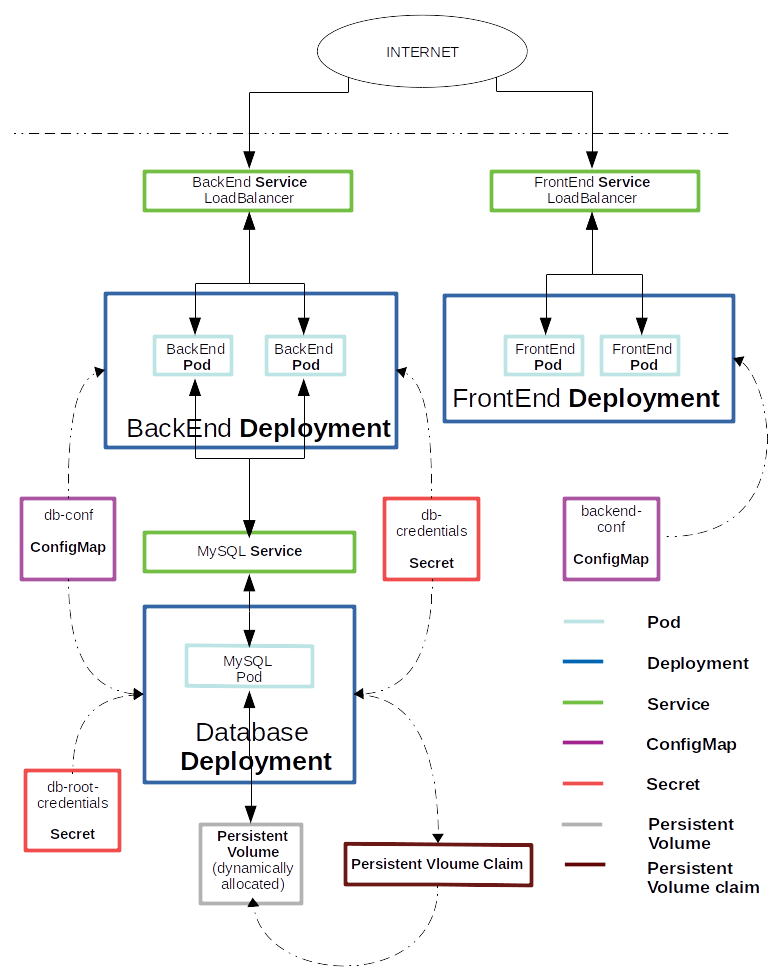 INTERNET
BackEnd Service
LoadBalancer
FrontEnd Service
LoadBalancer
BackEnd
Pod
BackEnd
Pod
BackEnd Deployment
FrontEnd
Pod
FrontEnd
Pod
FrontEnd Deployment
db-conf
ConfigMap
db-
credentials
Secret
backend-
conf
ConfigMap
MySQL Service
MySQL
Pod
Database
Deployment
db-root-
credentials
Secret
Persistent
Volume
(dynamically
allocated)
Persistent Vloume Claim
Pod
Deployment
Service
ConfigMap
Secret
Persistent
Volume
Persistent
Volume claim